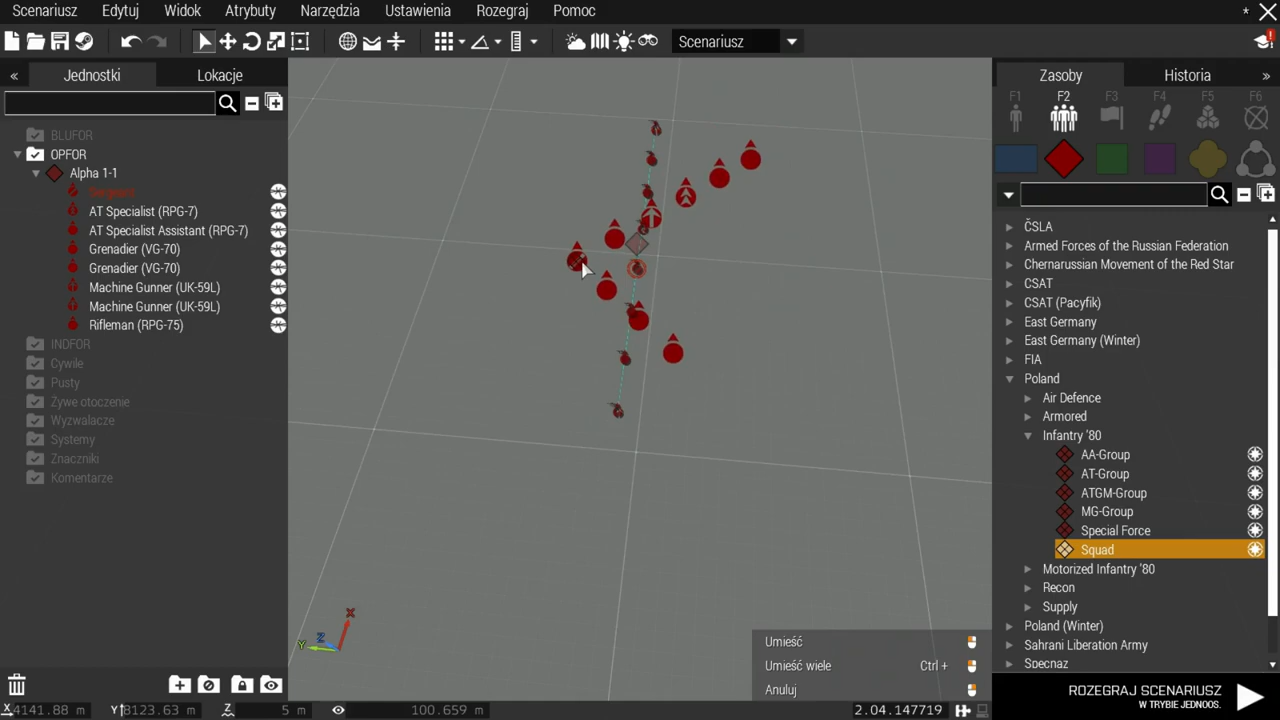 Scenariusz Edytuj Widok Atrybuty Narzędzia Ustawienia Rozegraj Pomoc *
Scenariusz
Jednostki Lokacje
BLUFOR
OPFOR
Alpha 1-1
Sergeant
AT Specialist (RPG-7)
AT Specialist Assistant (RPG-7)
Grenadier (VG-70)
Grenadier (VG-70)
Machine Gunner (UK-59L)
Machine Gunner (UK-59L)
Rifleman (RPG-75)
INDFOR
Cywile
Pusty
Żywe otoczenie
Wyzwalacze
Systemy
Znaczniki
Komentarze
X
Z
Y
Zasoby Historia
F1 F2 F3 F4 F5 F6
ČSLA
Armed Forces of the Russian Federation
Chernarussian Movement of the Red Star
CSAT
CSAT (Pacyfik)
East Germany
East Germany (Winter)
FIA
Poland
Air Defence
Armored
Infantry '80
AA-Group
AT-Group
ATGM-Group
MG-Group
Special Force
Squad
Motorized Infantry '80
Recon
Supply
Poland (Winter)
Sahrani Liberation Army
Specnaz
Umieść
Umieść wiele Ctrl +
Anuluj
ROZEGRAJ SCENARIUSZ
W TRYBIE JEDNOOS.
X 4141.88 m Y 8123.63 m Z 5 m 100.659 m 2.04.147719